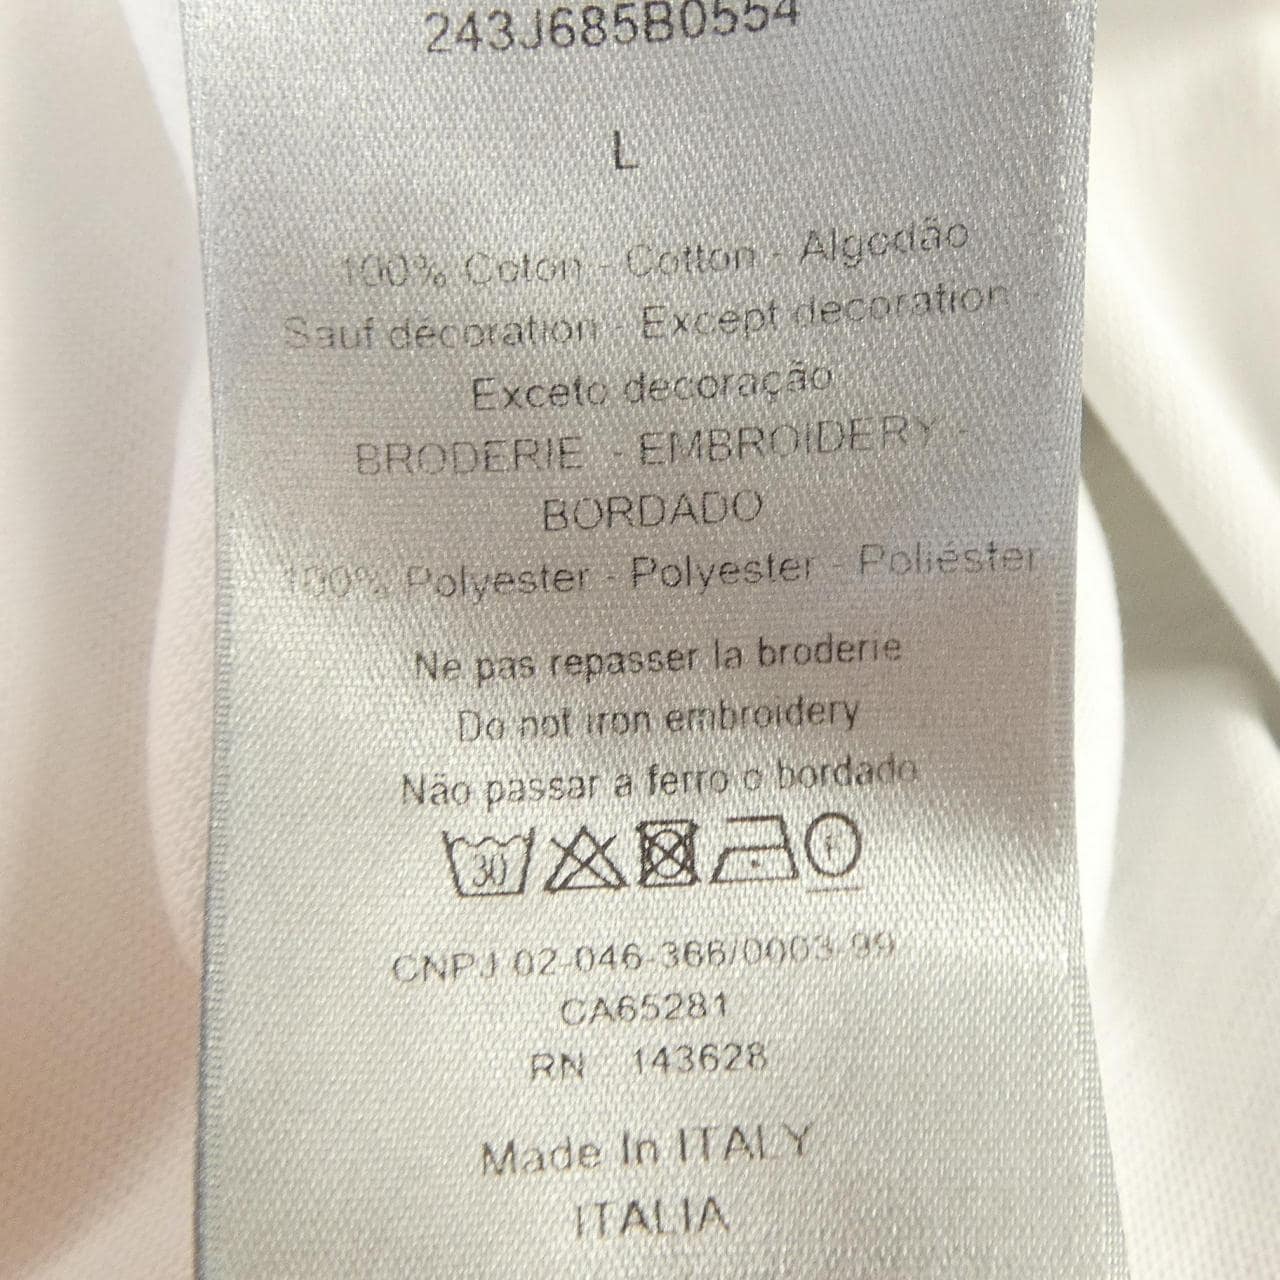 243J685B0554
L
100% Coton - Cotton - Algodão
Sauf décoration - Except decoration -
Exceto decoração
BRODERIE - EMBROIDERY -
BORDADO
100% Polyester - Polyester - Poliéster
Ne pas repasser la broderie
Do not iron embroidery
Não passar a ferro o bordado
30
CNPJ 02-046-366/0003-99
CA65281
RN 143628
Made In ITALY
ITALIA